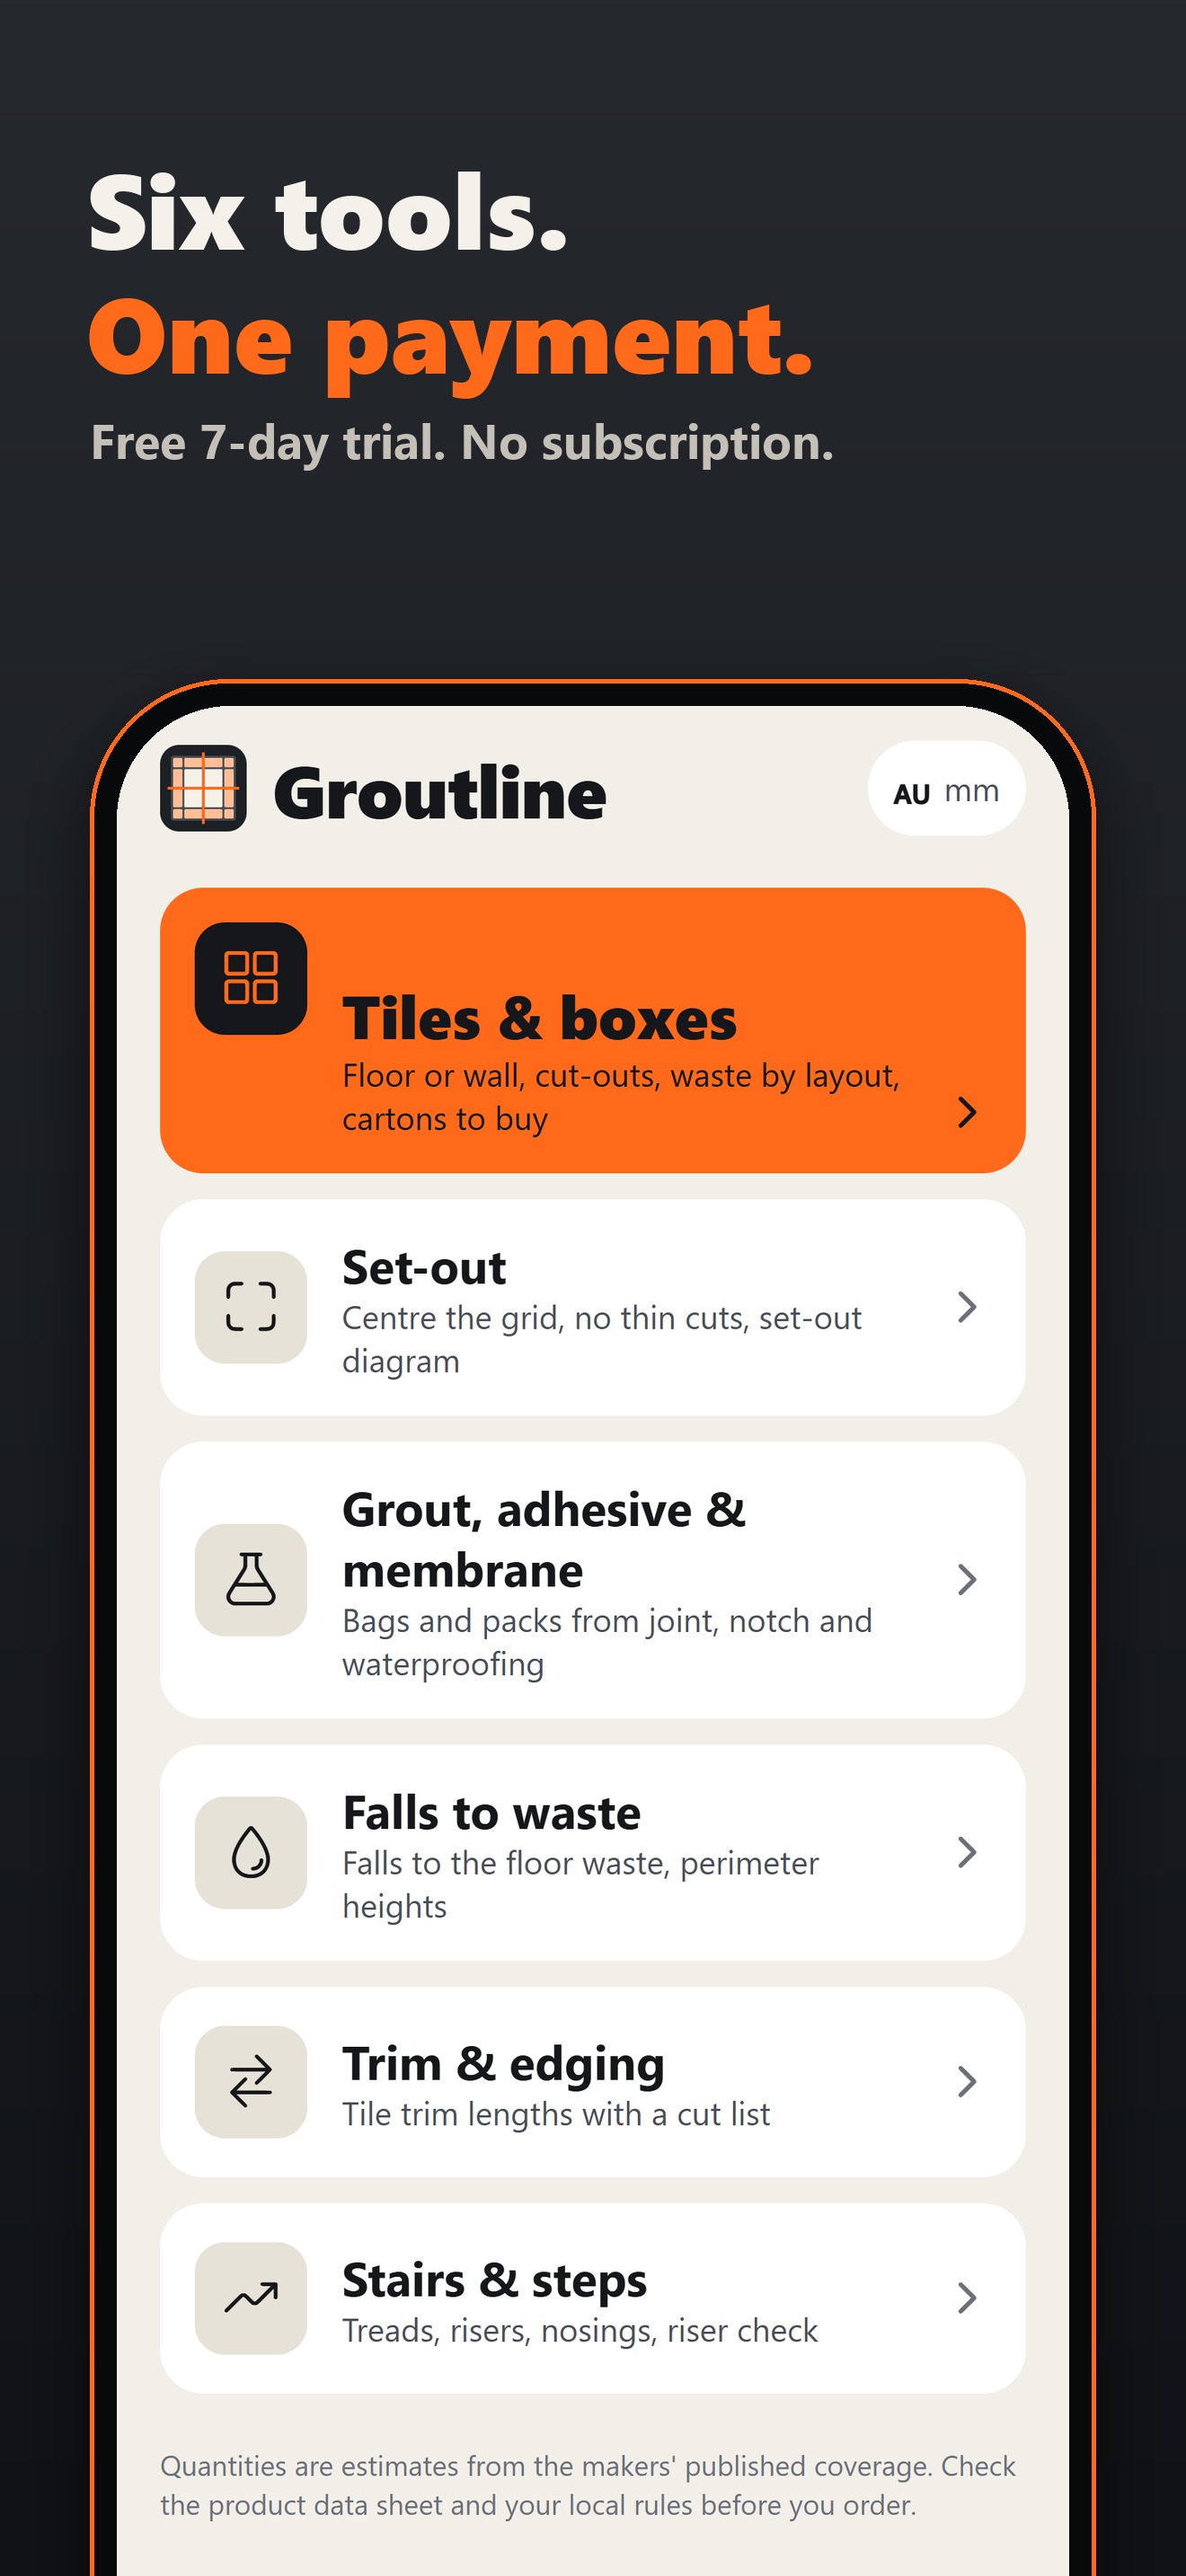 Six tools.
One payment.
Free 7-day trial. No subscription.
Groutline
AU mm
Tiles & boxes
Floor or wall, cut-outs, waste by layout,
cartons to buy
Set-out
Centre the grid, no thin cuts, set-out
diagram
Grout, adhesive &
membrane
Bags and packs from joint, notch and
waterproofing
Falls to waste
Falls to the floor waste, perimeter
heights
Trim & edging
Tile trim lengths with a cut list
Stairs & steps
Treads, risers, nosings, riser check
Quantities are estimates from the makers' published coverage. Check
the product data sheet and your local rules before you order.